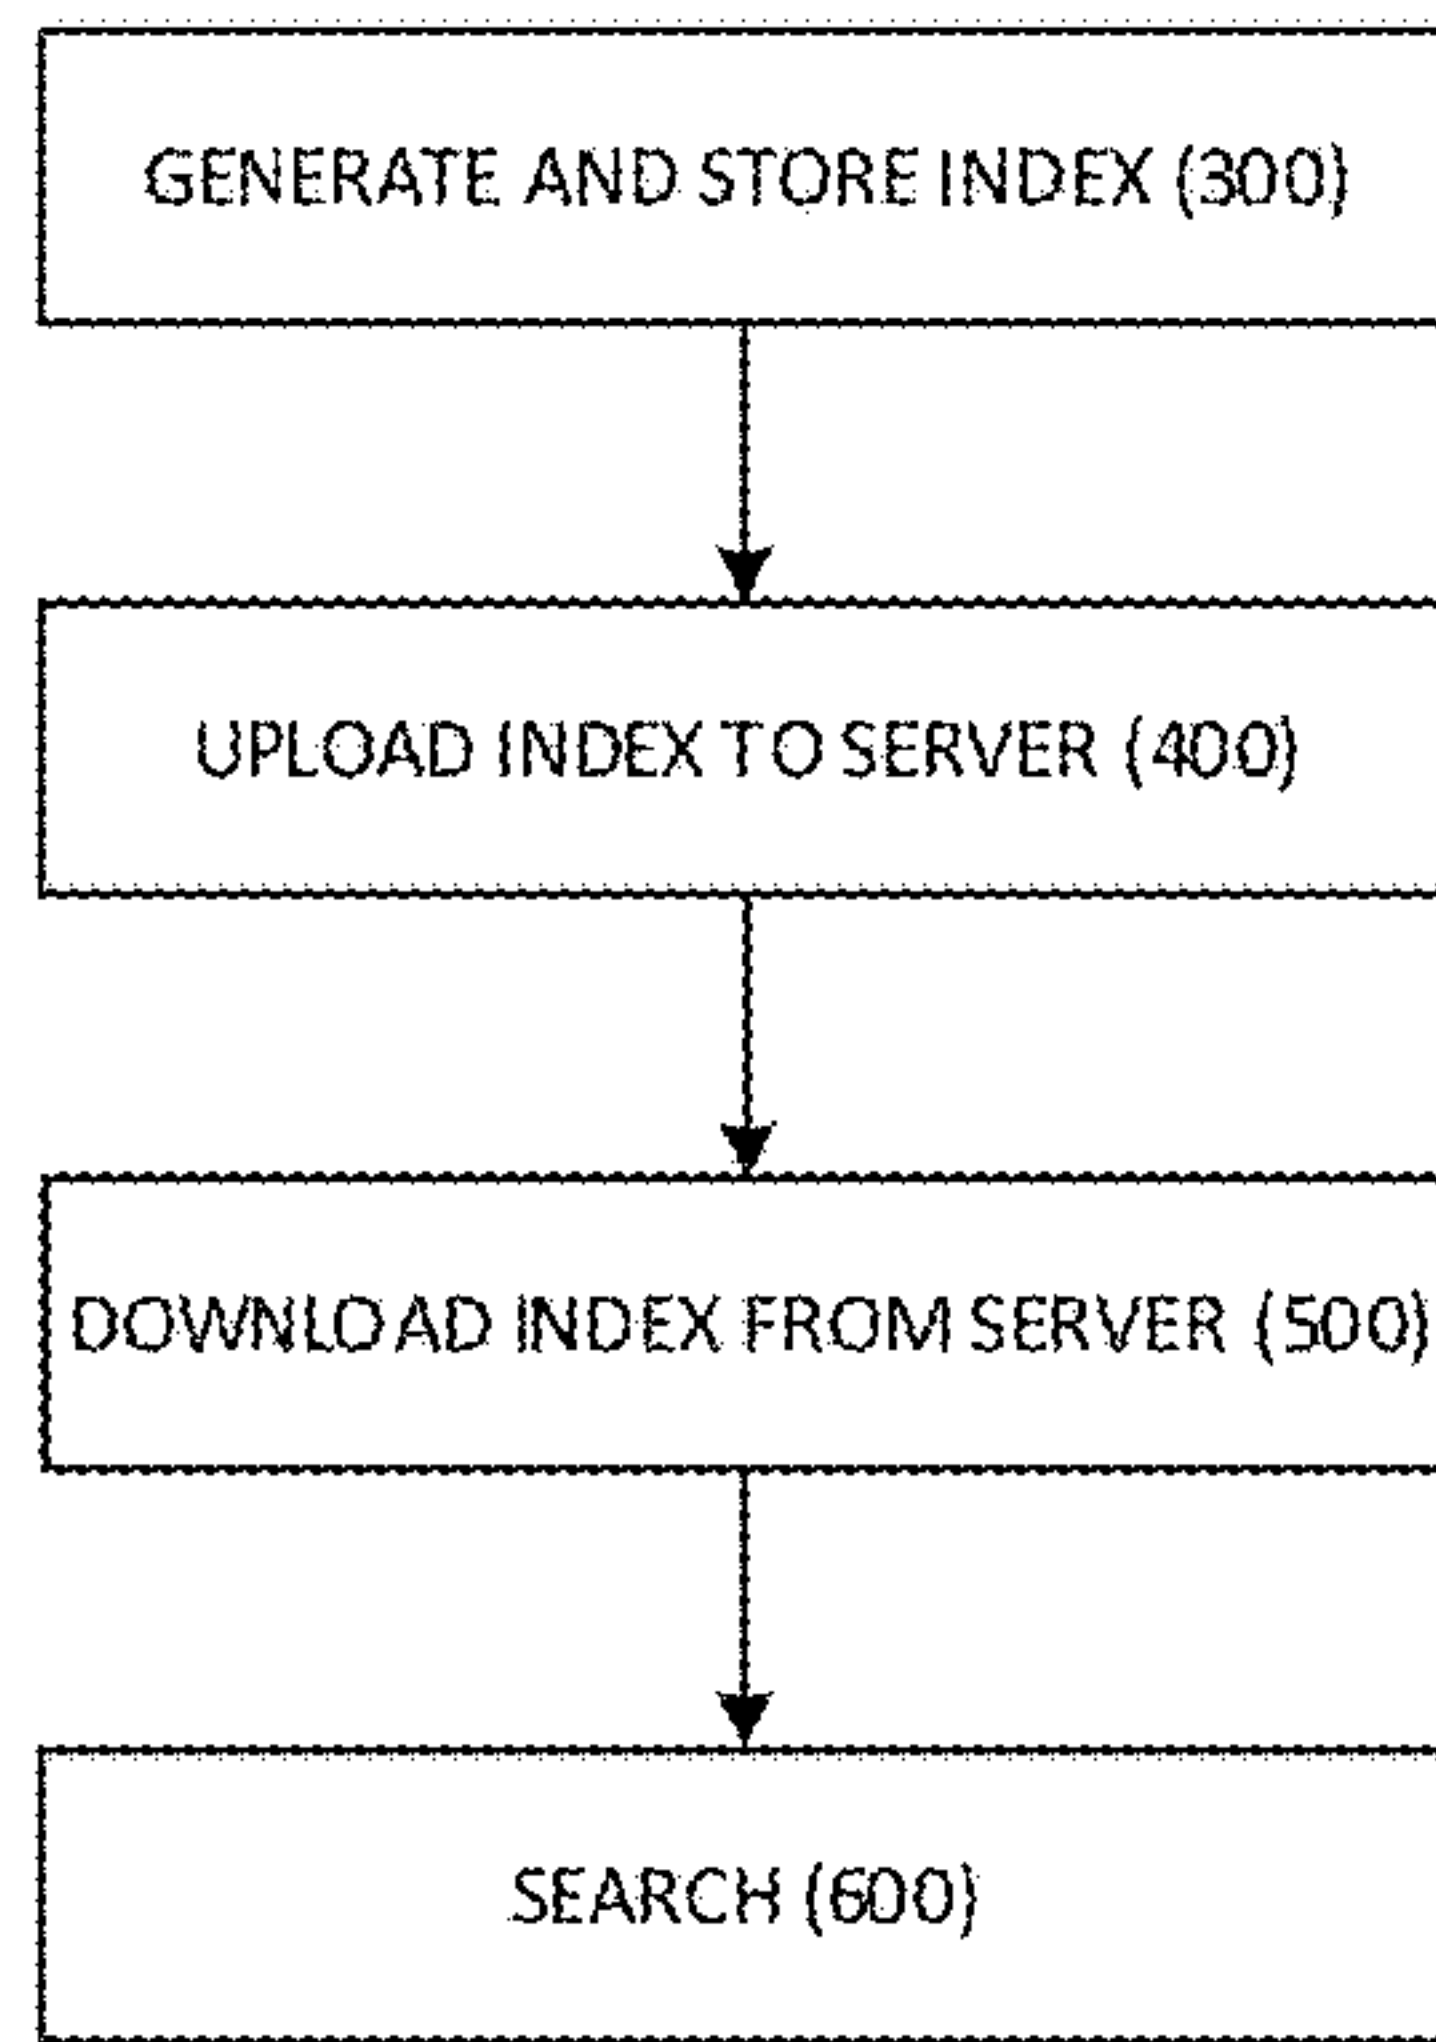 GENERATE AND STORE INDEX (300)
UPLOAD INDEX TO SERVER (400)
DOWNLOAD INDEX FROM SERVER (500)
SEARCH (600)